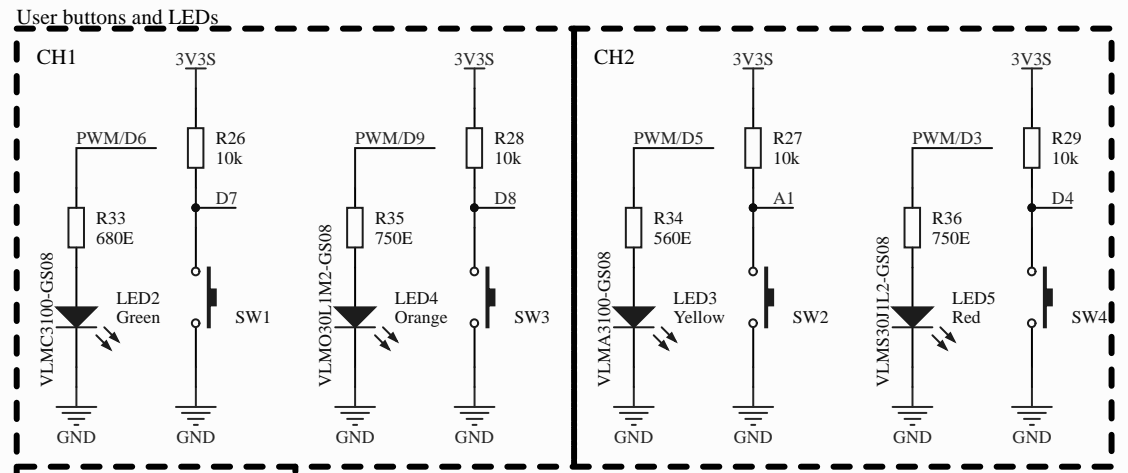 User buttons and LEDs
CH1
3V3S
PWM/D6
R26
10k
D7
R33
680E
VLMC3100-GS08
LED2
Green
SW1
GND
GND
3V3S
PWM/D9
R28
10k
D8
R35
750E
VLMO30L1M2-GS08
LED4
Orange
SW3
GND
GND
CH2
3V3S
PWM/D5
R27
10k
A1
R34
560E
VLMA3100-GS08
LED3
Yellow
SW2
GND
GND
3V3S
PWM/D3
R29
10k
D4
R36
750E
VLMS30J1L2-GS08
LED5
Red
SW4
GND
GND